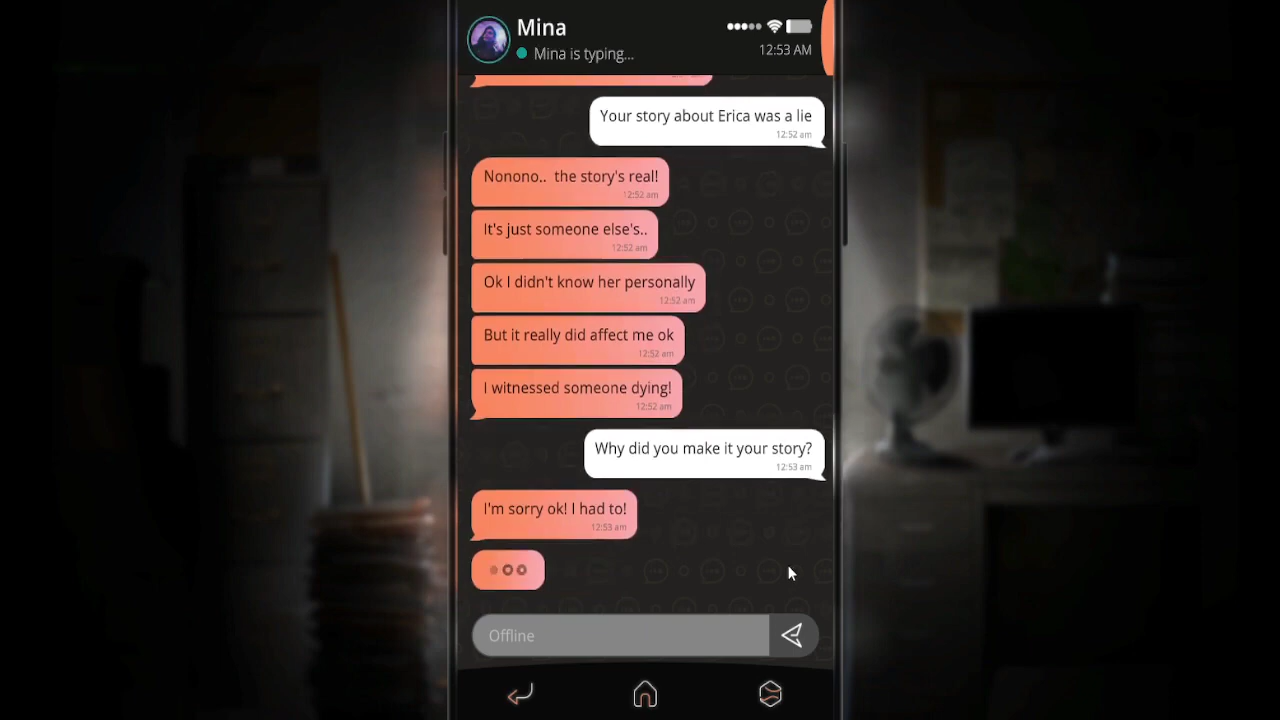 Mina
Mina is typing...
12:53 AM
Your story about Erica was a lie
12:52 am
Nonono..  the story's real!
12:52 am
It's just someone else's..
12:52 am
Ok I didn't know her personally
12:52 am
But it really did affect me ok
12:52 am
I witnessed someone dying!
12:52 am
Why did you make it your story?
12:53 am
I'm sorry ok! I had to!
12:53 am
Offline